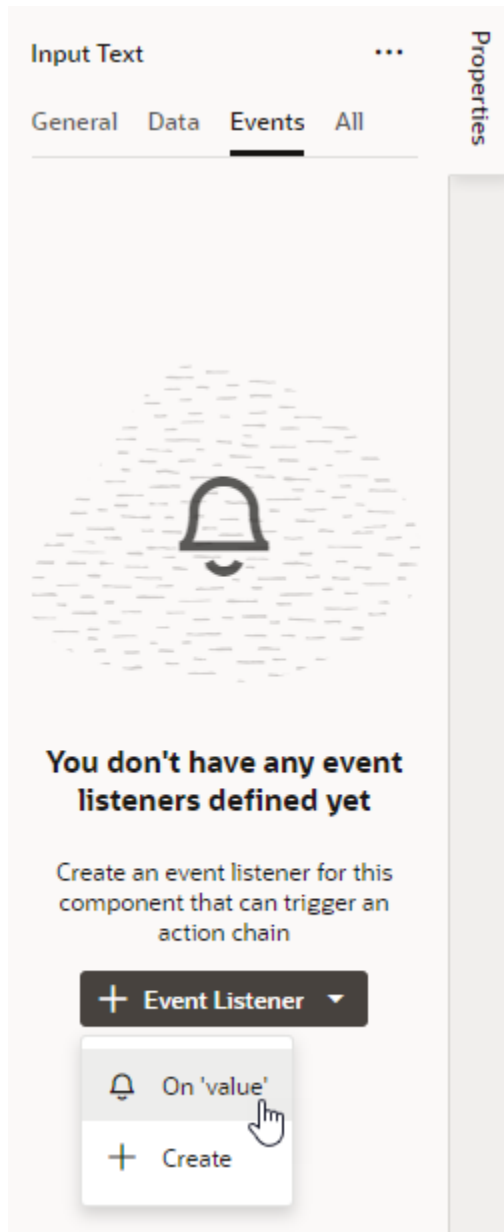 Input Text
Properties
General Data Events All
You don't have any event
listeners defined yet
Create an event listener for this
component that can trigger an
action chain
Event Listener
On 'value'
Create